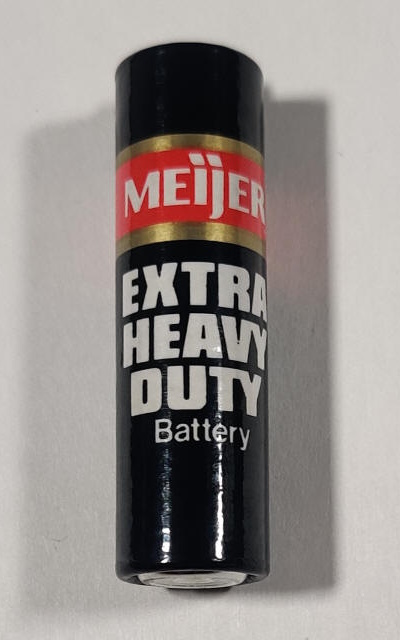 MEIJER
EXTRA
HEAVY
DUTY
Battery